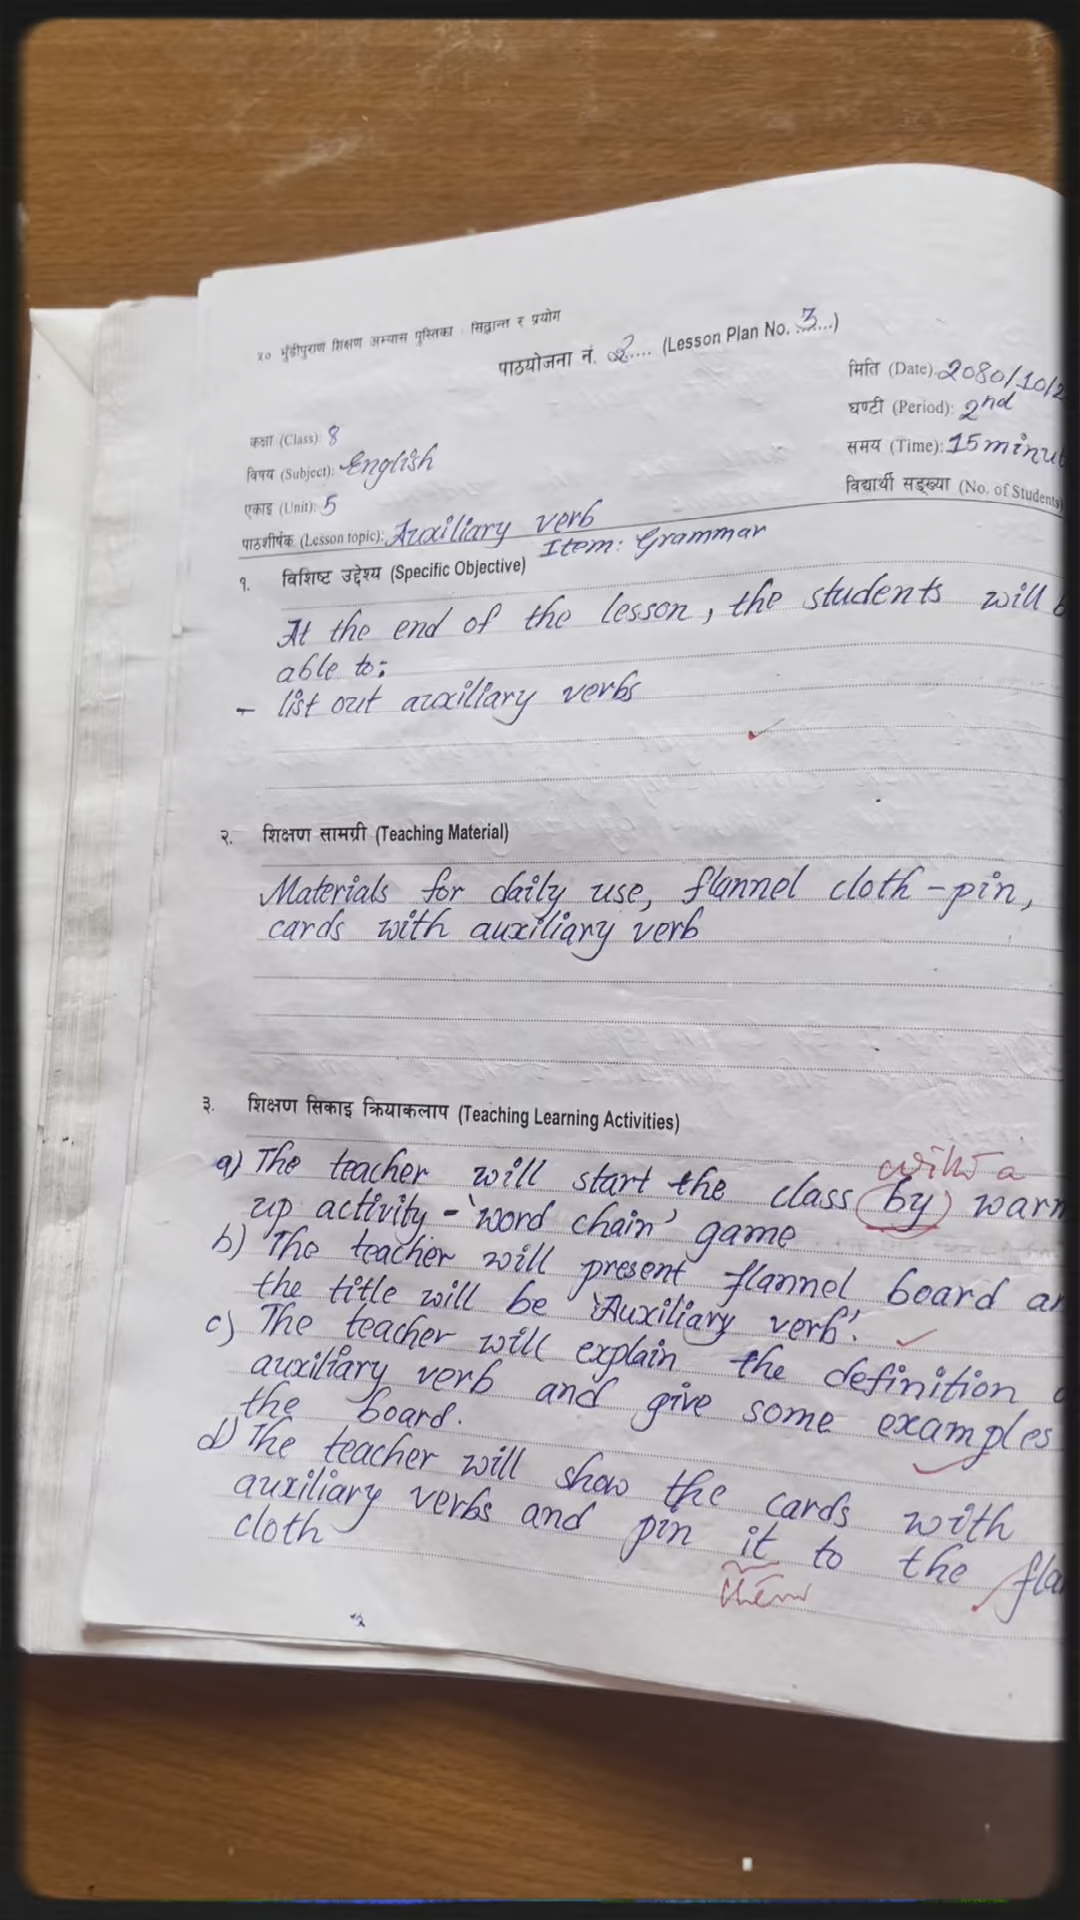 ५० भुँडीपुराण शिक्षण अभ्यास पुस्तिका : सिद्धान्त र प्रयोग
पाठयोजना नं. 2.... (Lesson Plan No. 3....)
मिति (Date): 2080/10/2
घण्टी (Period): 2nd
कक्षा (Class): 8
समय (Time): 15 minu
विषय (Subject): English
विद्यार्थी सङ्ख्या (No. of Students)
एकाइ (Unit): 5
पाठशीर्षक (Lesson topic): Auxiliary verb
Item: Grammar
१. विशिष्ट उद्देश्य (Specific Objective)
At the end of the lesson, the students will b
able to:
- list out auxiliary verbs
२. शिक्षण सामग्री (Teaching Material)
Materials for daily use, flannel cloth - pin,
cards with auxiliary verb
३. शिक्षण सिकाइ क्रियाकलाप (Teaching Learning Activities)
with a
a) The teacher will start the class by warm
up activity - 'word chain' game
b) The teacher will present flannel board an
the title will be 'Auxiliary verb'.
c) The teacher will explain the definition o
auxiliary verb and give some examples
the board.
d) The teacher will show the cards with
auxiliary verbs and pin it to the fla
cloth
them